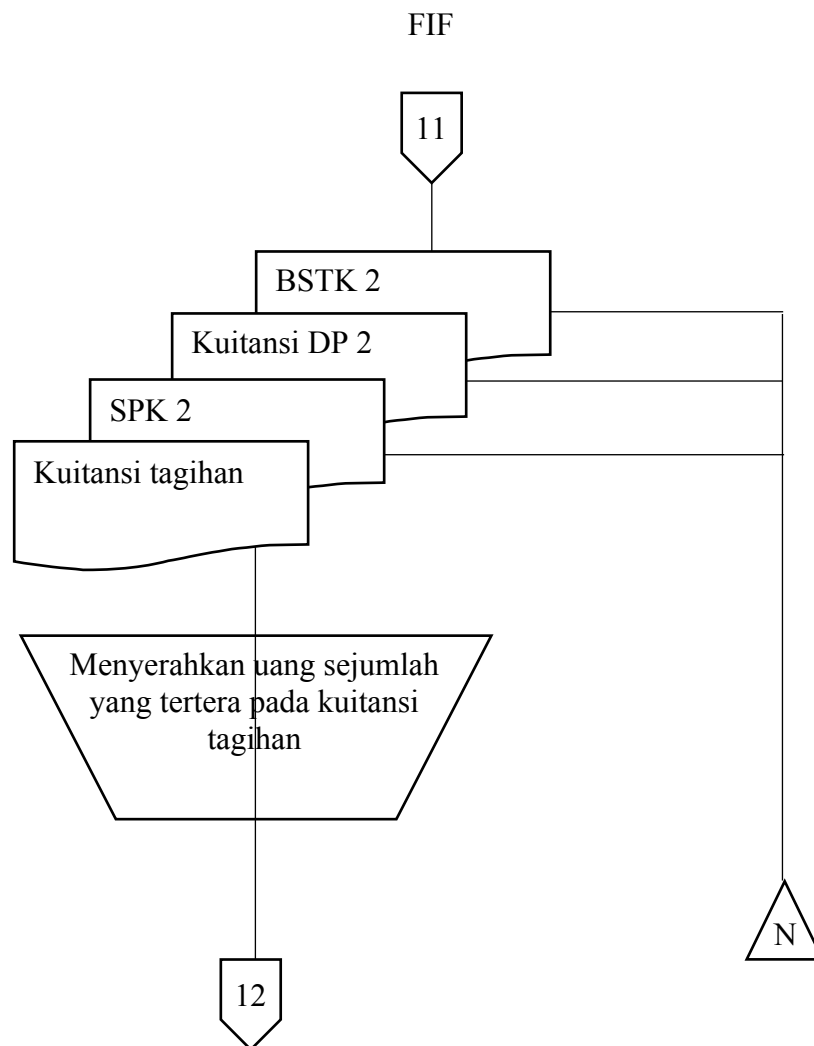 FIF
11
BSTK 2
Kuitansi DP 2
SPK 2
Kuitansi tagihan
Menyerahkan uang sejumlah
yang tertera pada kuitansi
tagihan
N
12